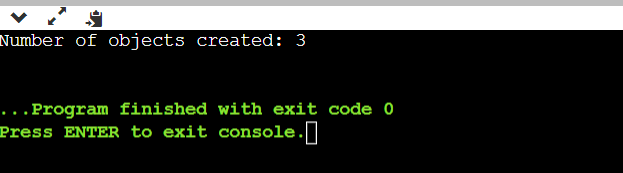 Number of objects created: 3
...Program finished with exit code 0
Press ENTER to exit console.